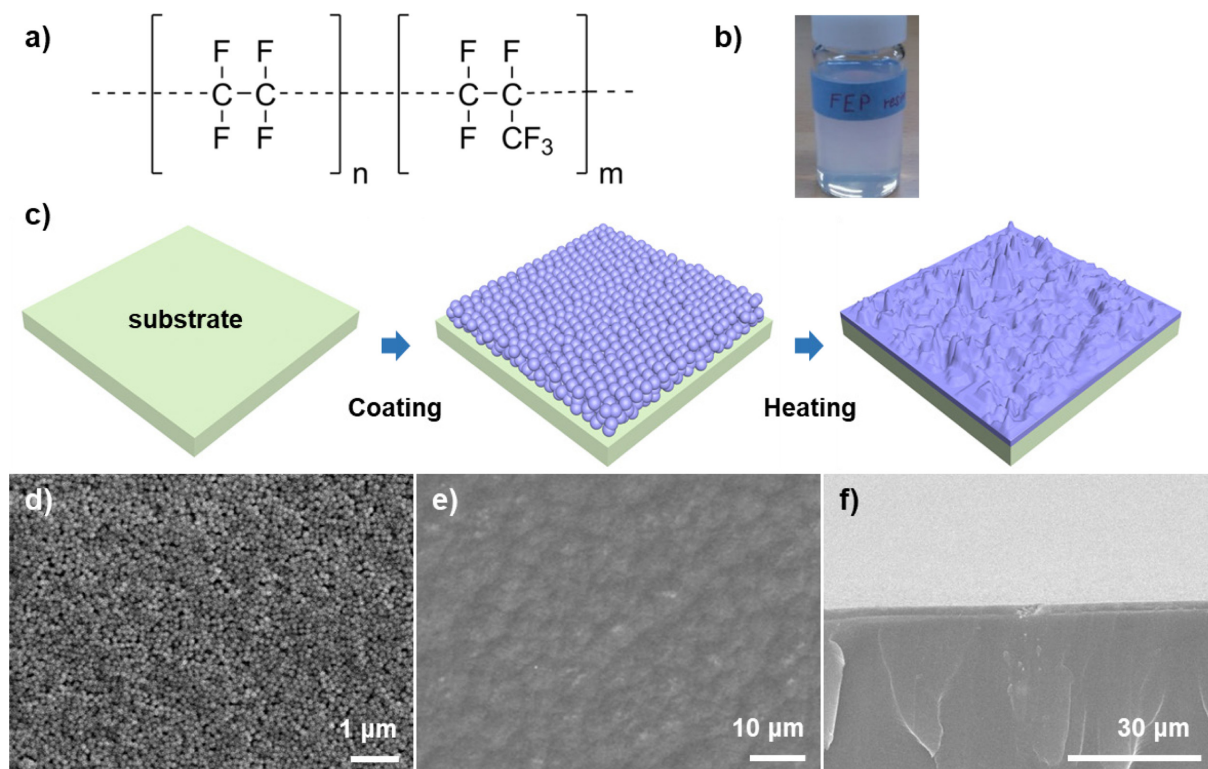 a)
F F
C C
F F
n
F F
C C
F CF₃
m
b)
FEP
c)
substrate
Coating
Heating
d)
1 µm
e)
10 µm
f)
30 µm